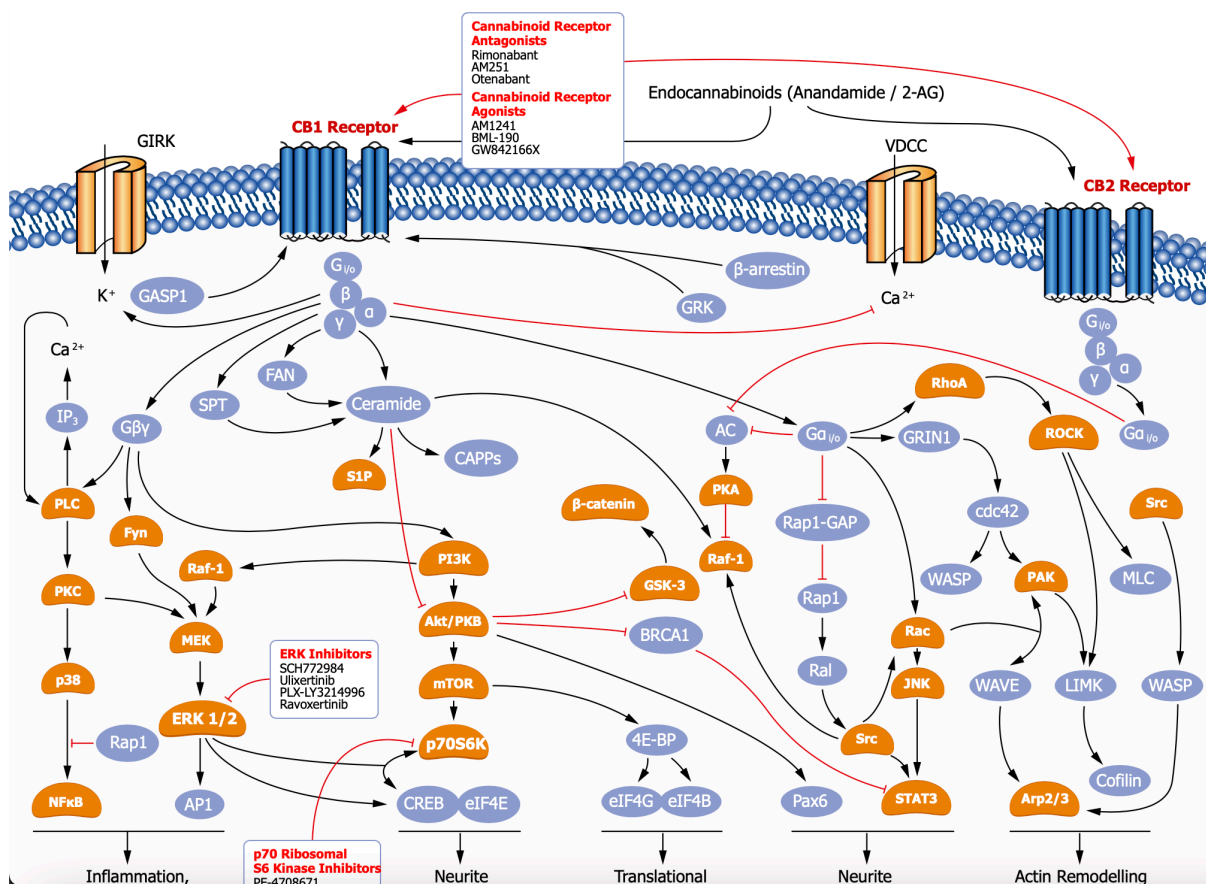 Cannabinoid Receptor
Antagonists
Rimonabant
AM251
Otenabant
Cannabinoid Receptor
Agonists
AM1241
BML-190
GW842166X
Endocannabinoids (Anandamide / 2-AG)
CB1 Receptor
GIRK
VDCC
CB2 Receptor
K+
GASP1
Gi/o
β
γ
α
β-arrestin
GRK
Ca2+
Gi/o
β
γ
α
Ca2+
IP3
Gβγ
SPT
FAN
Ceramide
S1P
CAPPs
AC
Gαi/o
GRIN1
RhoA
ROCK
Gαi/o
PLC
Fyn
Raf-1
PI3K
β-catenin
GSK-3
PKA
Raf-1
Rap1-GAP
cdc42
Src
PKC
MEK
Akt/PKB
BRCA1
Rap1
WASP
PAK
MLC
Rac
p38
ERK Inhibitors
SCH772984
Ulixertinib
PLX-LY3214996
Ravoxertinib
mTOR
Ral
JNK
WAVE
LIMK
WASP
ERK 1/2
Rap1
p70S6K
4E-BP
Src
Cofilin
NFκB
AP1
CREB
eIF4E
eIF4G
eIF4B
Pax6
STAT3
Arp2/3
p70 Ribosomal
S6 Kinase Inhibitors
PF-4708671
Inflammation,
Neurite
Translational
Neurite
Actin Remodelling